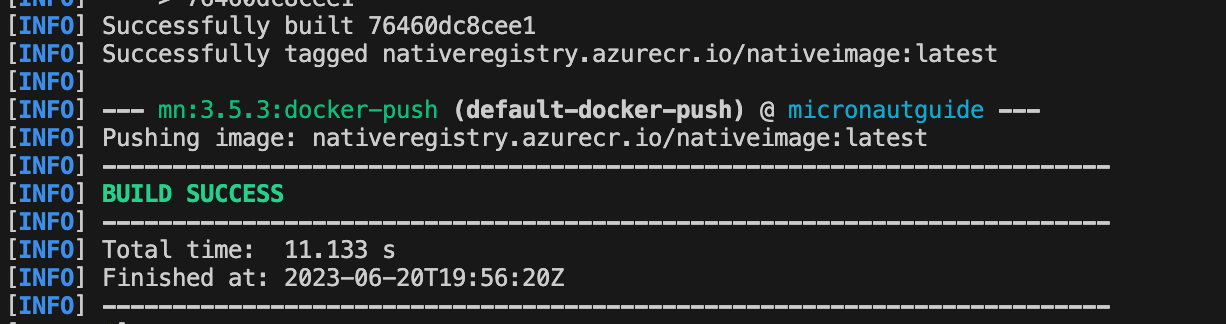 [INFO] ---> 76460dc8cee1
[INFO] Successfully built 76460dc8cee1
[INFO] Successfully tagged nativeregistry.azurecr.io/nativeimage:latest
[INFO]
[INFO] --- mn:3.5.3:docker-push (default-docker-push) @ micronautguide ---
[INFO] Pushing image: nativeregistry.azurecr.io/nativeimage:latest
[INFO] ------------------------------------------------------------------------
[INFO] BUILD SUCCESS
[INFO] ------------------------------------------------------------------------
[INFO] Total time:  11.133 s
[INFO] Finished at: 2023-06-20T19:56:20Z
[INFO] ------------------------------------------------------------------------